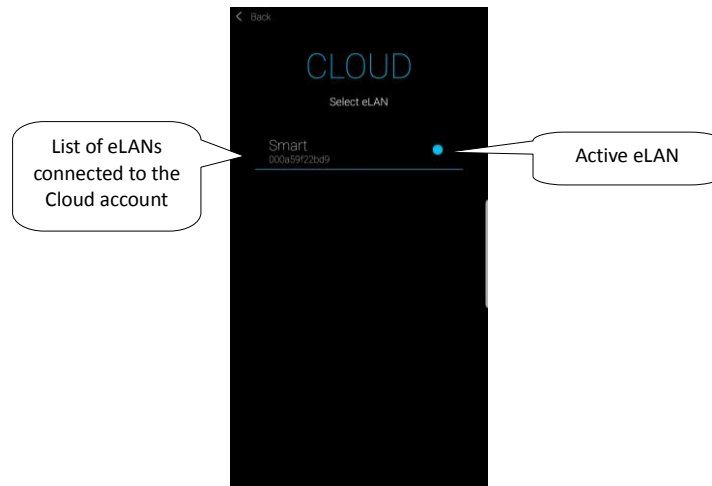 Back
CLOUD
Select eLAN
Smart
000a59f22bd9
List of eLANs
connected to the
Cloud account
Active eLAN